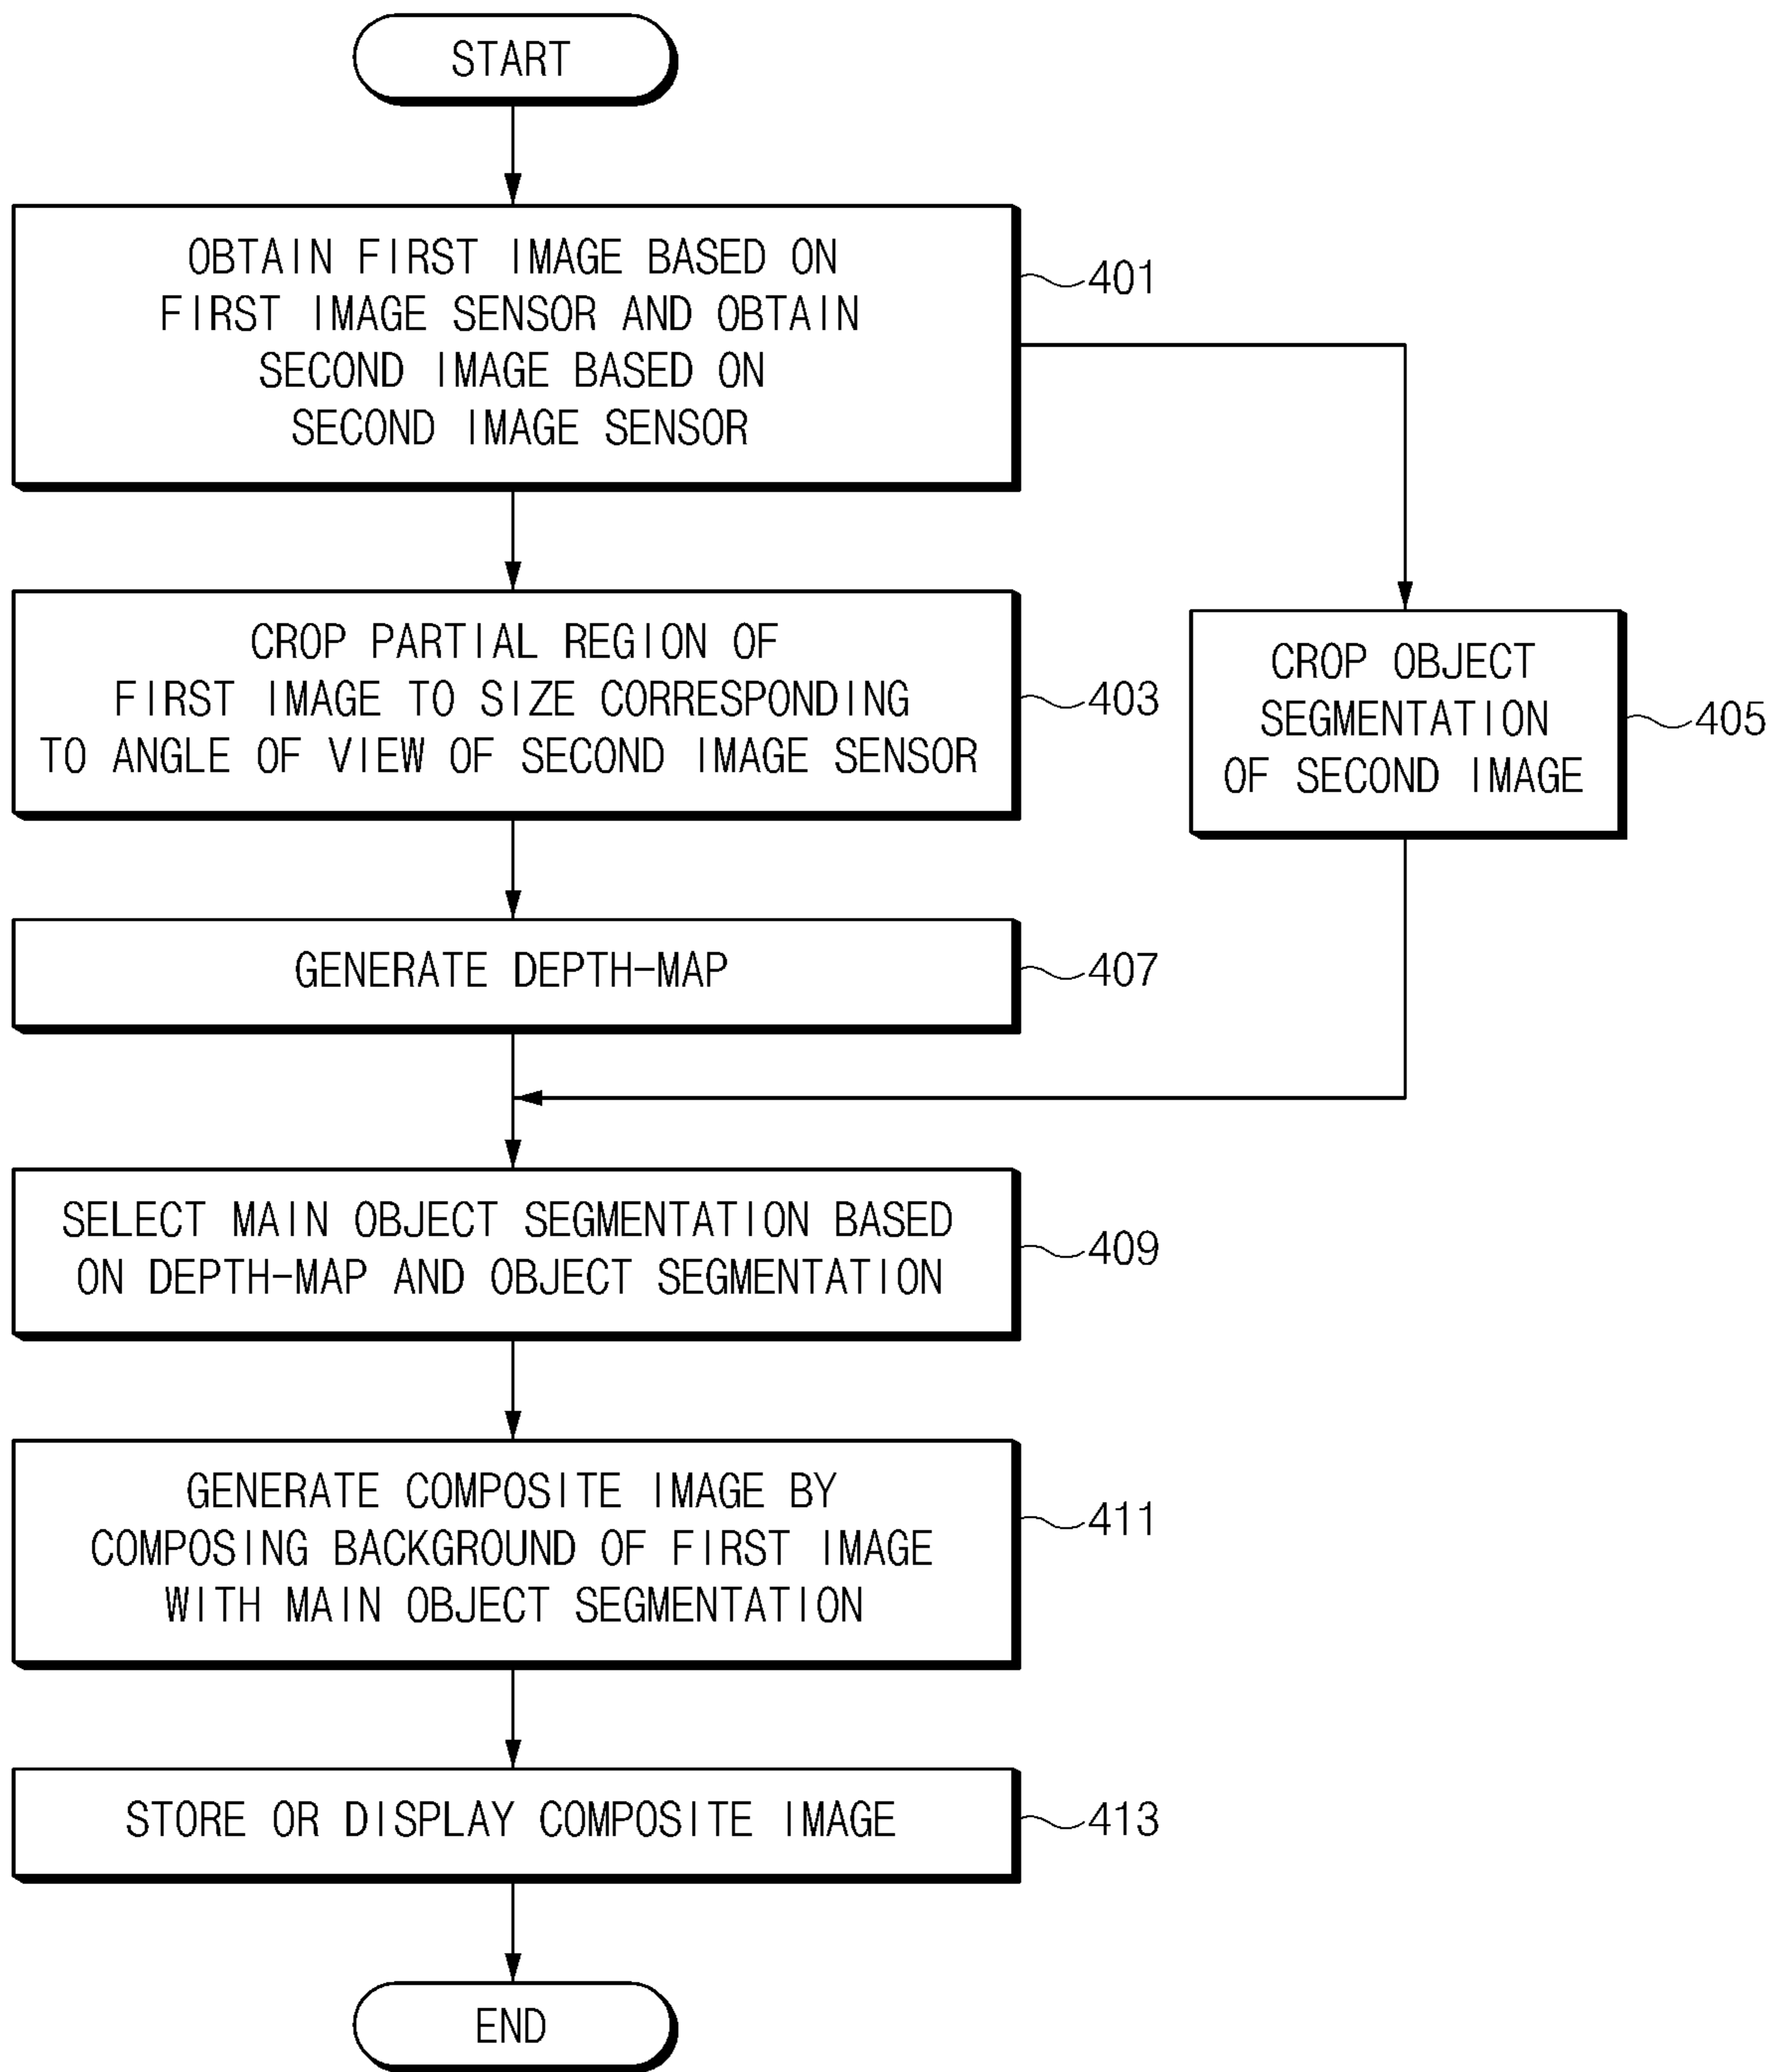 START
OBTAIN FIRST IMAGE BASED ON
FIRST IMAGE SENSOR AND OBTAIN
SECOND IMAGE BASED ON
SECOND IMAGE SENSOR
401
CROP PARTIAL REGION OF
FIRST IMAGE TO SIZE CORRESPONDING
TO ANGLE OF VIEW OF SECOND IMAGE SENSOR
403
CROP OBJECT
SEGMENTATION
OF SECOND IMAGE
405
GENERATE DEPTH-MAP
407
SELECT MAIN OBJECT SEGMENTATION BASED
ON DEPTH-MAP AND OBJECT SEGMENTATION
409
GENERATE COMPOSITE IMAGE BY
COMPOSING BACKGROUND OF FIRST IMAGE
WITH MAIN OBJECT SEGMENTATION
411
STORE OR DISPLAY COMPOSITE IMAGE
413
END